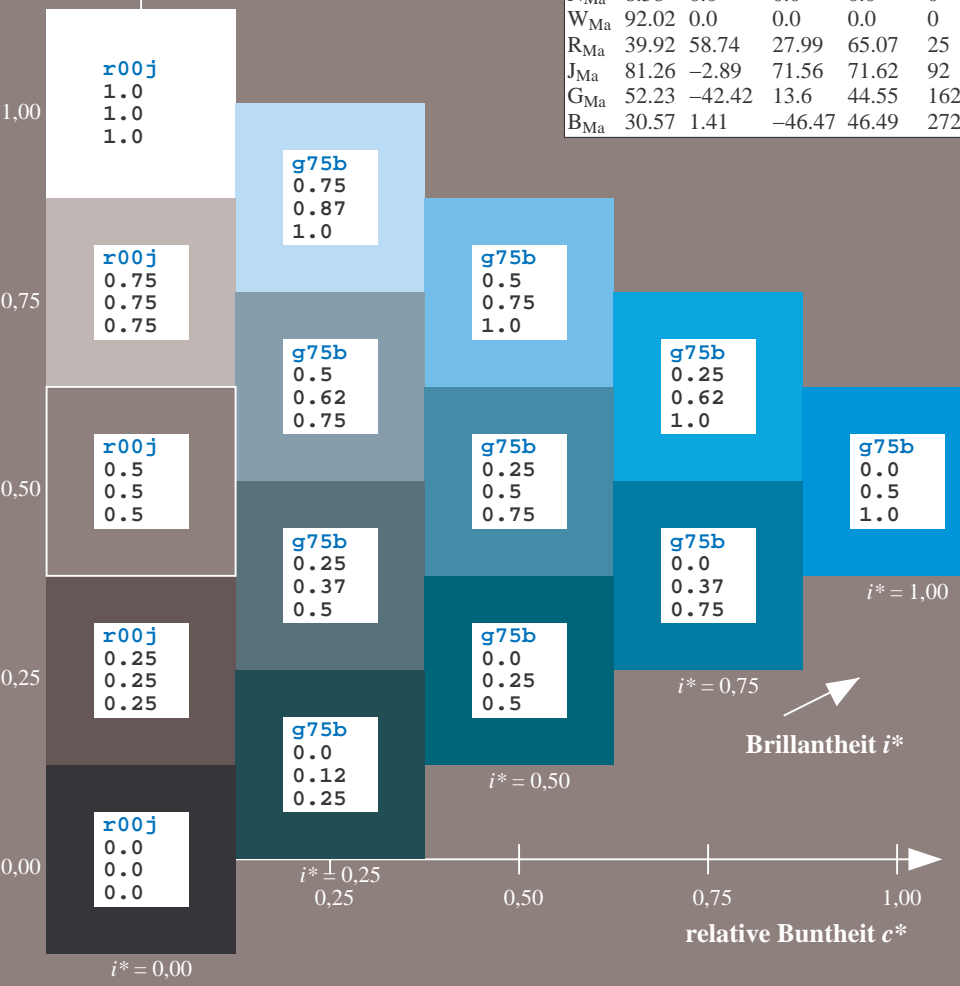 W_Ma 92.02 0.0 0.0 0.0 0
R_Ma 39.92 58.74 27.99 65.07 25
J_Ma 81.26 −2.89 71.56 71.62 92
G_Ma 52.23 −42.42 13.6 44.55 162
B_Ma 30.57 1.41 −46.47 46.49 272
1,00
r00j
1.0
1.0
1.0
g75b
0.75
0.87
1.0
0,75
r00j
0.75
0.75
0.75
g75b
0.5
0.75
1.0
g75b
0.5
0.62
0.75
g75b
0.25
0.62
1.0
0,50
r00j
0.5
0.5
0.5
g75b
0.25
0.5
0.75
g75b
0.0
0.5
1.0
g75b
0.25
0.37
0.5
g75b
0.0
0.37
0.75
i* = 1,00
0,25
r00j
0.25
0.25
0.25
g75b
0.0
0.25
0.5
i* = 0,75
Brillantheit i*
g75b
0.0
0.12
0.25
i* = 0,50
0,00
r00j
0.0
0.0
0.0
i* = 0,25
0,25 0,50 0,75 1,00
relative Buntheit c*
i* = 0,00